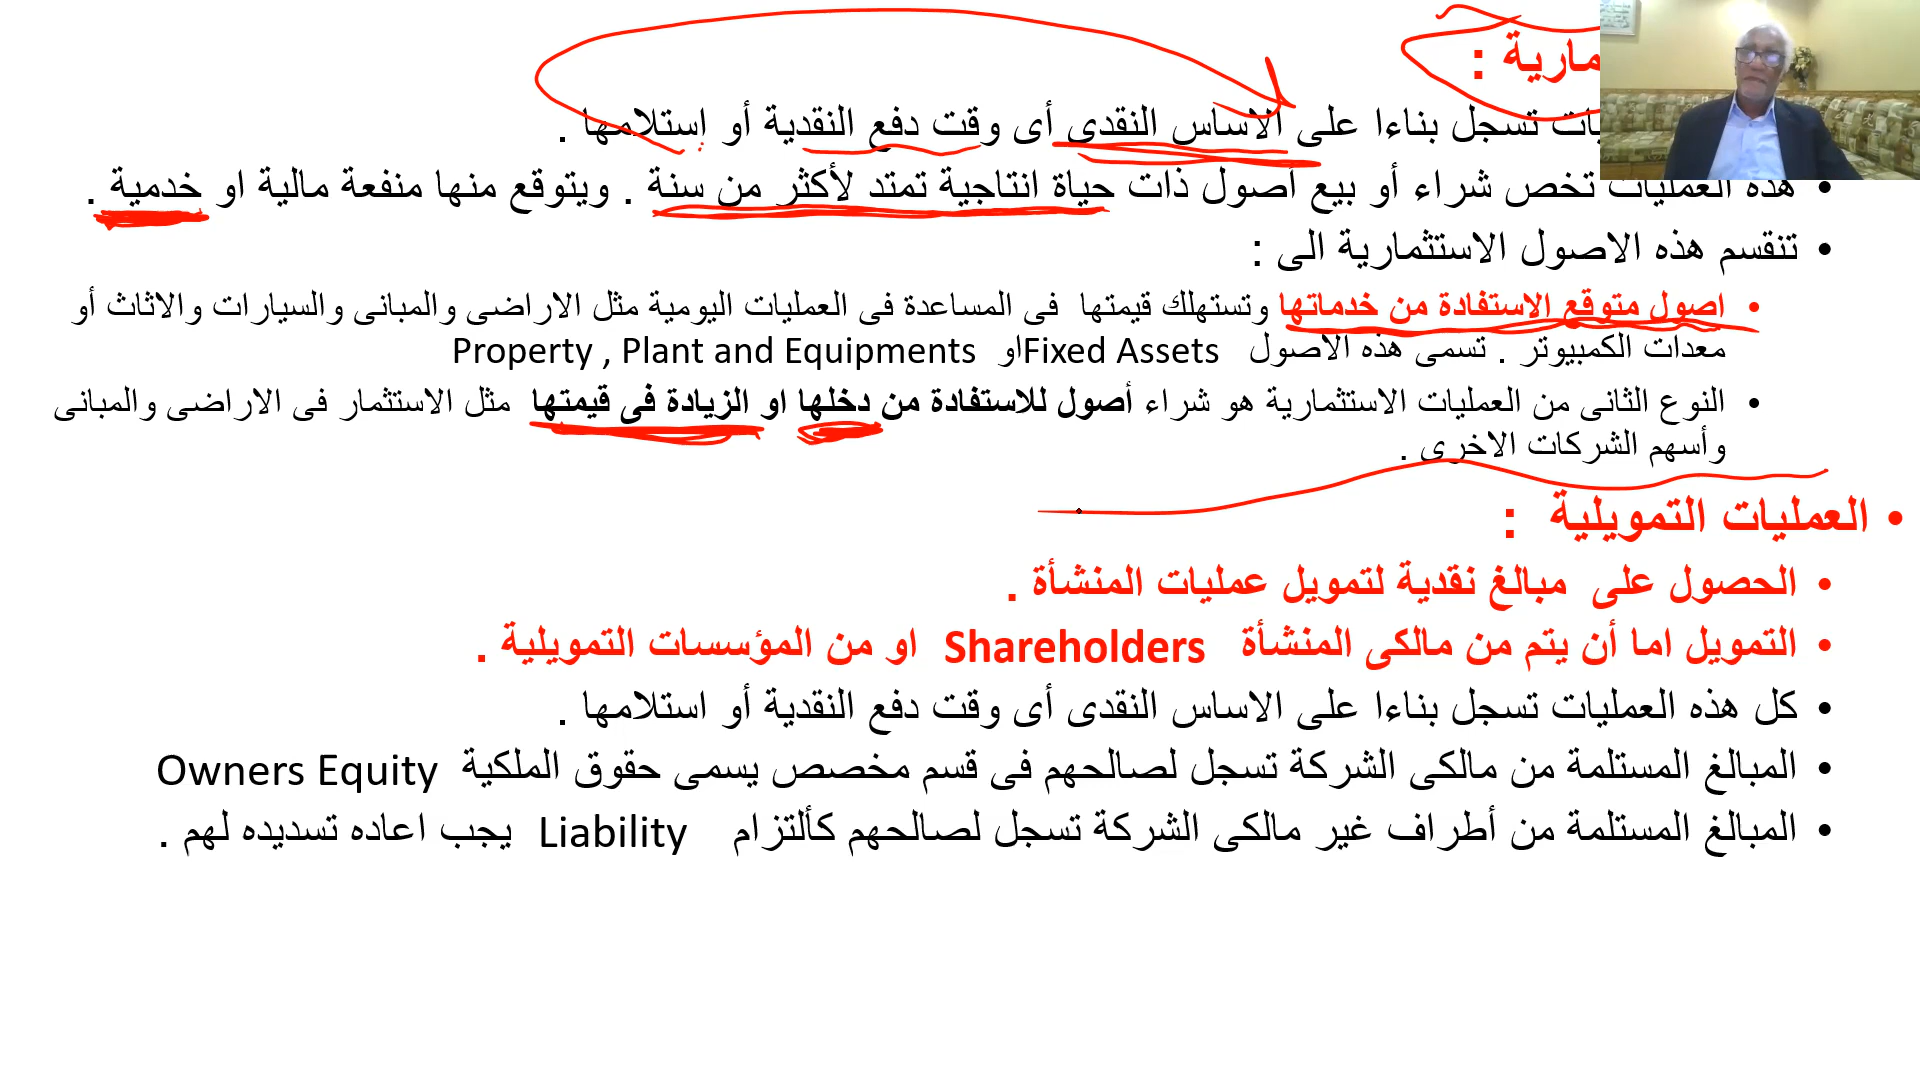 مارية :
تسجل بناءا على الاساس النقدى أى وقت دفع النقدية أو إستلامها .
• هذه العمليات تخص شراء أو بيع أصول ذات حياة انتاجية تمتد لأكثر من سنة . ويتوقع منها منفعة مالية او خدمية .
• تنقسم هذه الاصول الاستثمارية الى :
• اصول متوقع الاستفادة من خدماتها وتستهلك قيمتها فى المساعدة فى العمليات اليومية مثل الاراضى والمبانى والسيارات والاثاث أو
معدات الكمبيوتر . تسمى هذه الاصول Fixed Assets او Property , Plant and Equipments
• النوع الثانى من العمليات الاستثمارية هو شراء أصول للاستفادة من دخلها او الزيادة فى قيمتها مثل الاستثمار فى الاراضى والمبانى
وأسهم الشركات الاخرى .
• العمليات التمويلية :
• الحصول على مبالغ نقدية لتمويل عمليات المنشأة .
• التمويل اما أن يتم من مالكى المنشأة Shareholders او من المؤسسات التمويلية .
• كل هذه العمليات تسجل بناءا على الاساس النقدى أى وقت دفع النقدية أو استلامها .
• المبالغ المستلمة من مالكى الشركة تسجل لصالحهم فى قسم مخصص يسمى حقوق الملكية Owners Equity
• المبالغ المستلمة من أطراف غير مالكى الشركة تسجل لصالحهم كألتزام Liability يجب اعاده تسديده لهم .